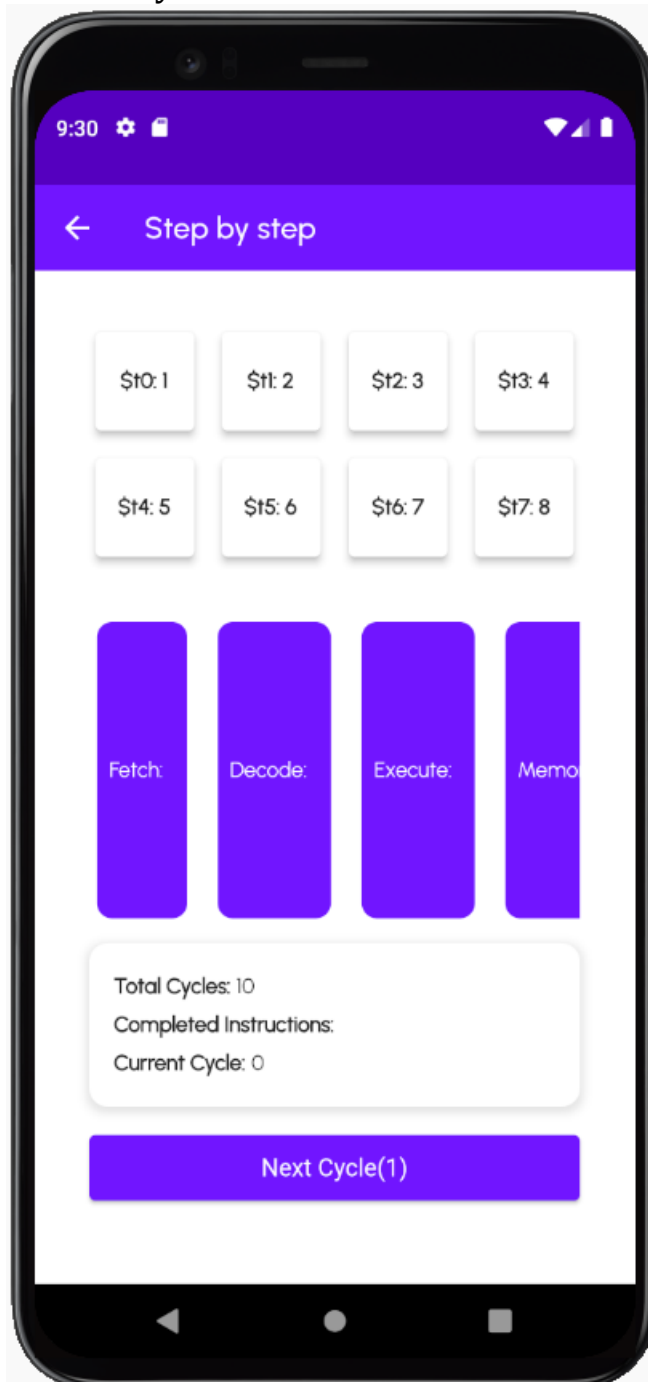 9:30
Step by step
$t0: 1 $t1: 2 $t2: 3 $t3: 4
$t4: 5 $t5: 6 $t6: 7 $t7: 8
Fetch: Decode: Execute: Memo
Total Cycles: 10
Completed Instructions:
Current Cycle: 0
Next Cycle(1)